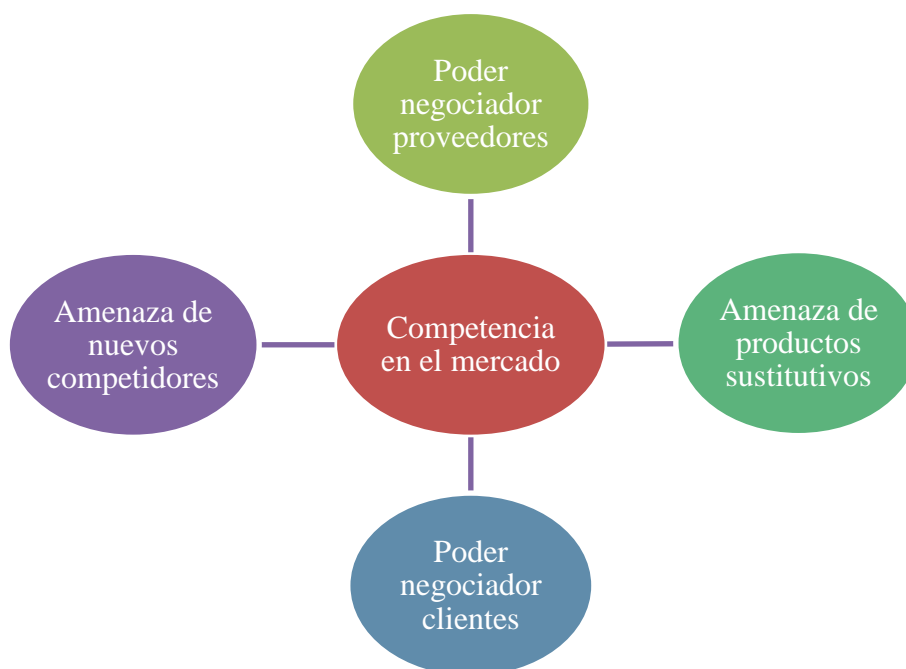 Poder
negociador
proveedores
Amenaza de
nuevos
competidores
Competencia
en el mercado
Amenaza de
productos
sustitutivos
Poder
negociador
clientes